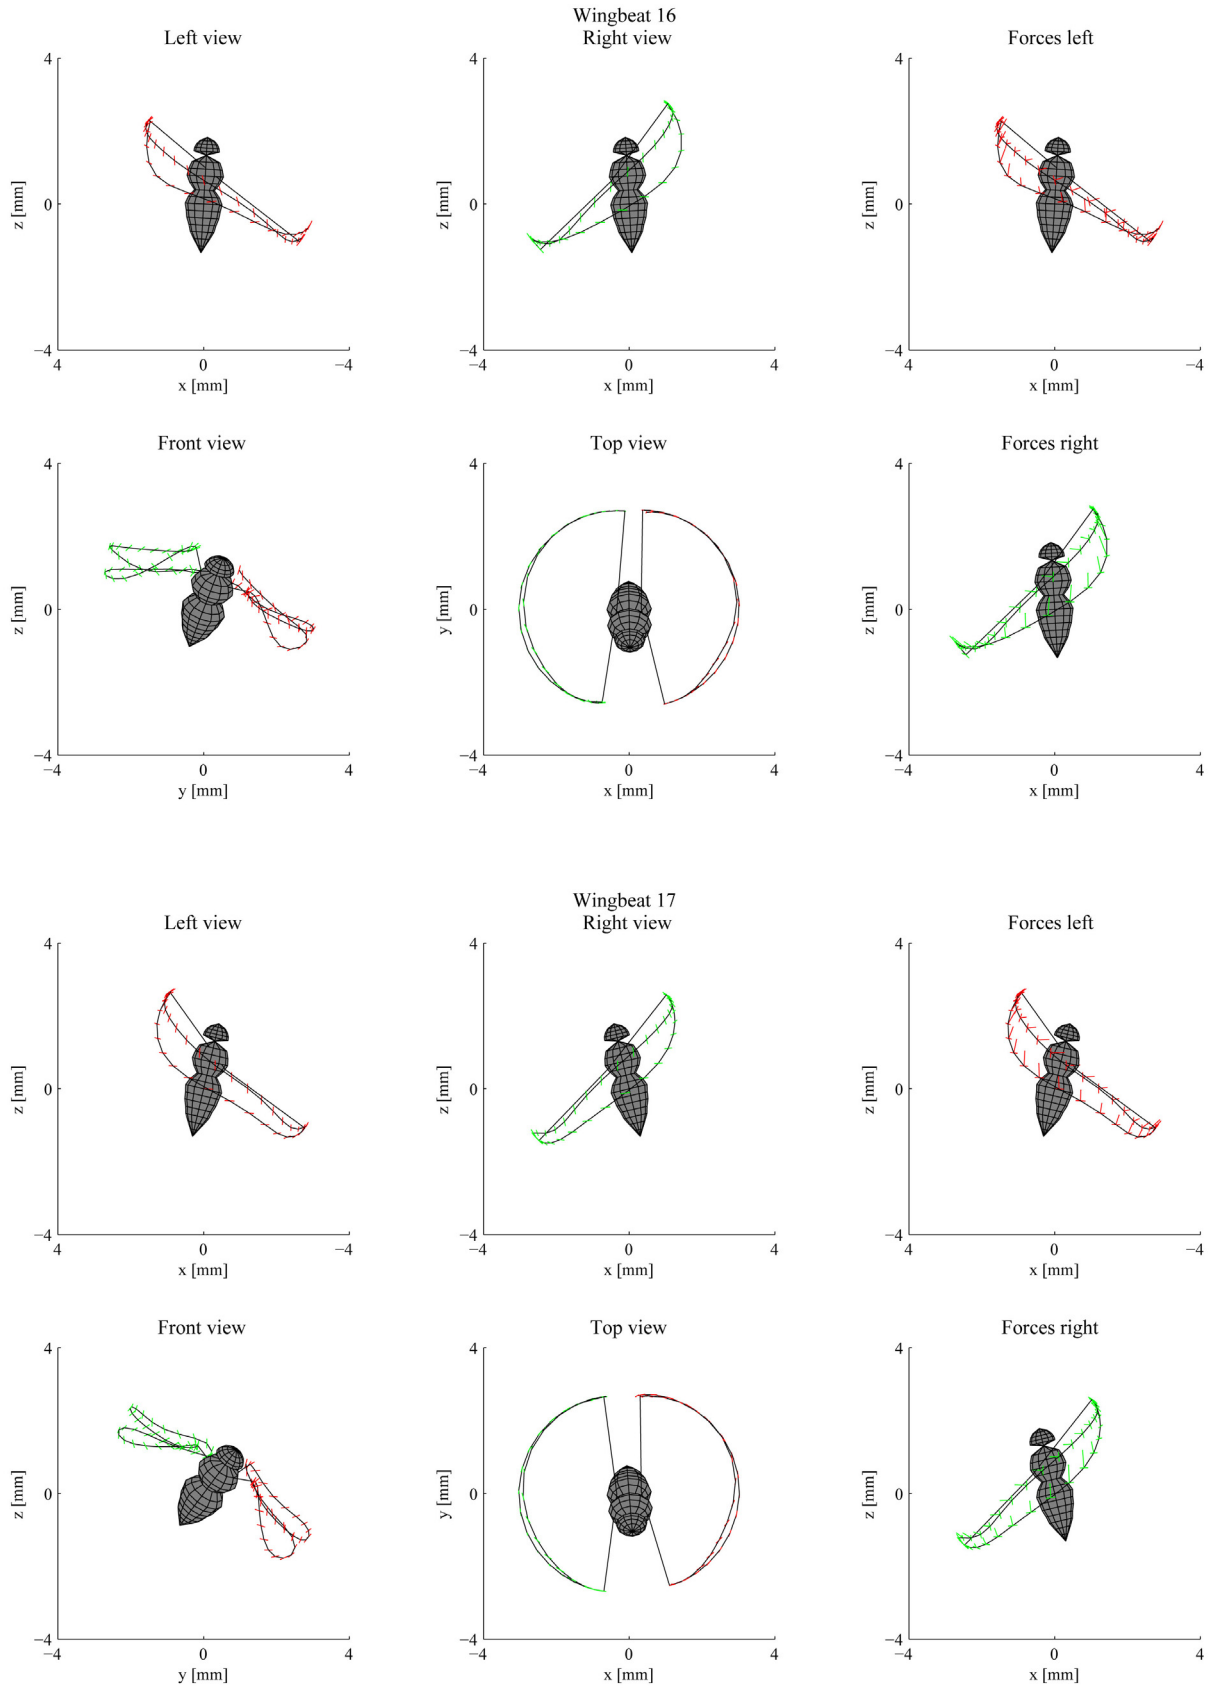 Wingbeat 16
Left view
Right view
Forces left
4
4
4
z [mm]
z [mm]
z [mm]
0
0
0
−4
−4
−4
4
0
−4
−4
0
4
4
0
−4
x [mm]
x [mm]
x [mm]
Front view
Top view
Forces right
4
4
4
z [mm]
y [mm]
z [mm]
0
0
0
−4
−4
−4
−4
0
4
−4
0
4
−4
0
4
y [mm]
x [mm]
x [mm]
Wingbeat 17
Left view
Right view
Forces left
4
4
4
z [mm]
z [mm]
z [mm]
0
0
0
−4
−4
−4
4
0
−4
−4
0
4
4
0
−4
x [mm]
x [mm]
x [mm]
Front view
Top view
Forces right
4
4
4
z [mm]
y [mm]
z [mm]
0
0
0
−4
−4
−4
−4
0
4
−4
0
4
−4
0
4
y [mm]
x [mm]
x [mm]